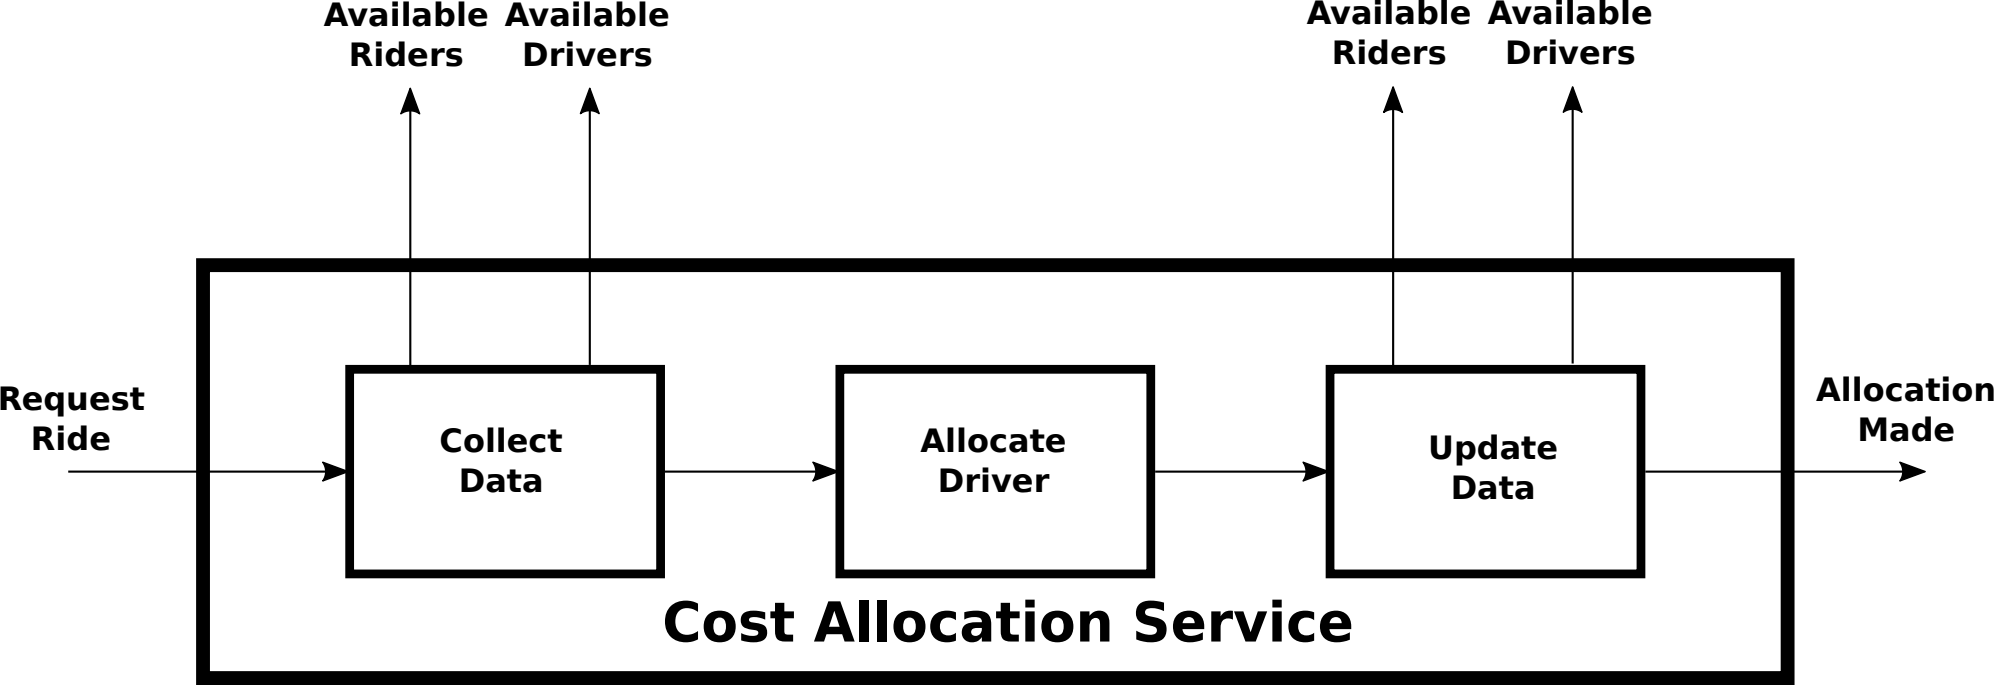 Available
Riders
Available
Drivers
Available
Riders
Available
Drivers
Request
Ride
Collect
Data
Allocate
Driver
Update
Data
Allocation
Made
Cost Allocation Service